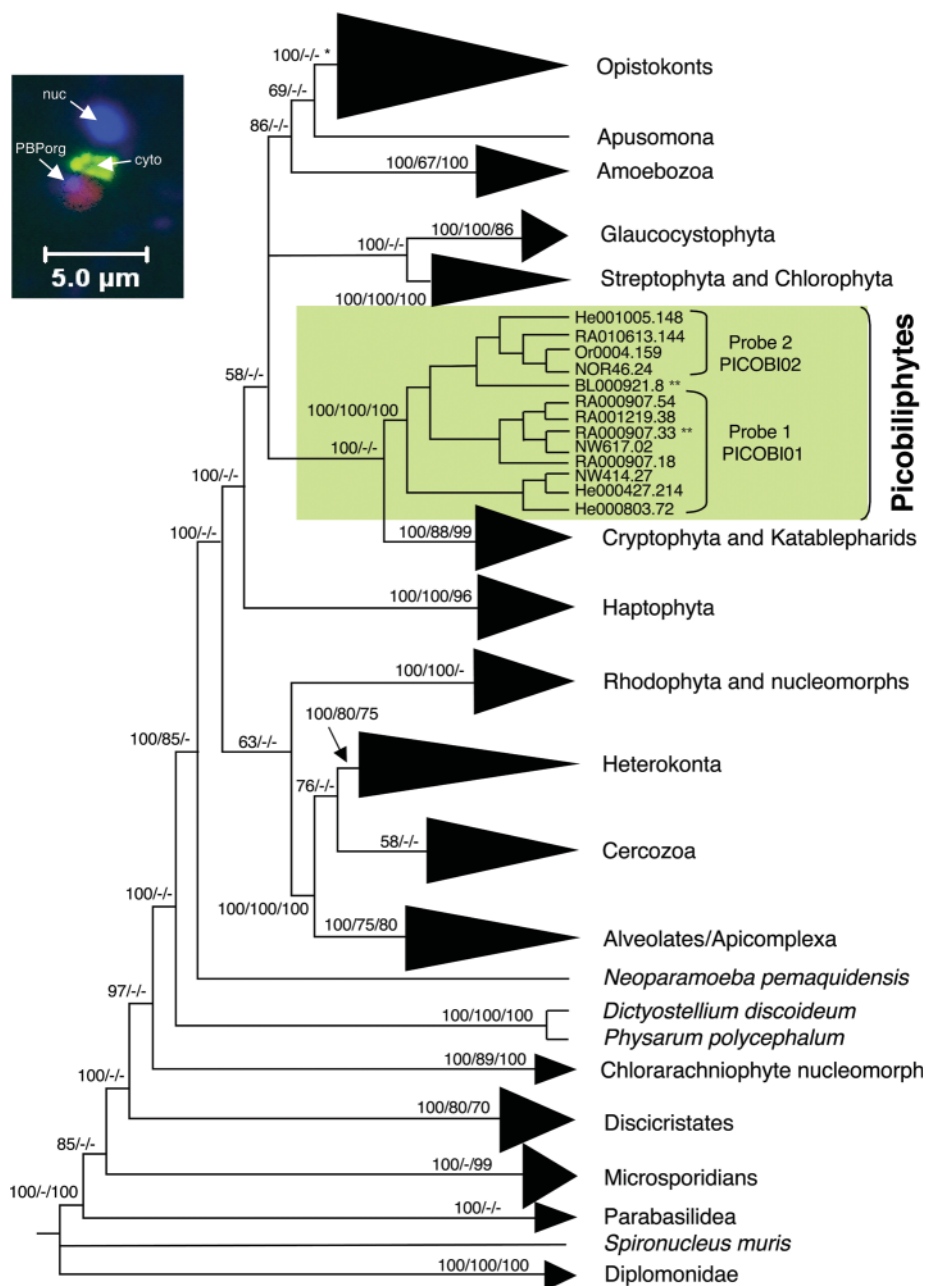 nuc
PBPorg
cyto
5.0 µm
100/-/- *
Opistokonts
69/-/-
86/-/-
Apusomona
100/67/100
Amoebozoa
100/100/86
Glaucocystophyta
100/-/-
Streptophyta and Chlorophyta
100/100/100
He001005.148
RA010613.144
Or0004.159
NOR46.24
Probe 2
PICOBI02
BL000921.8 **
58/-/-
RA000907.54
RA001219.38
RA000907.33 **
NW617.02
RA000907.18
NW414.27
He000427.214
He000803.72
Probe 1
PICOBI01
Picobiliphytes
100/100/100
100/-/-
100/-/-
100/88/99
Cryptophyta and Katablepharids
100/-/-
100/100/96
Haptophyta
100/100/-
Rhodophyta and nucleomorphs
100/80/75
100/85/-
63/-/-
Heterokonta
76/-/-
58/-/-
Cercozoa
100/-/-
100/100/100
100/75/80
Alveolates/Apicomplexa
Neoparamoeba pemaquidensis
97/-/-
100/100/100
Dictyostellium discoideum
Physarum polycephalum
100/89/100
Chlorarachniophyte nucleomorph
100/-/-
100/80/70
Discicristates
85/-/-
100/-/99
Microsporidians
100/-/100
100/-/-
Parabasilidea
Spironucleus muris
100/100/100
Diplomonidae